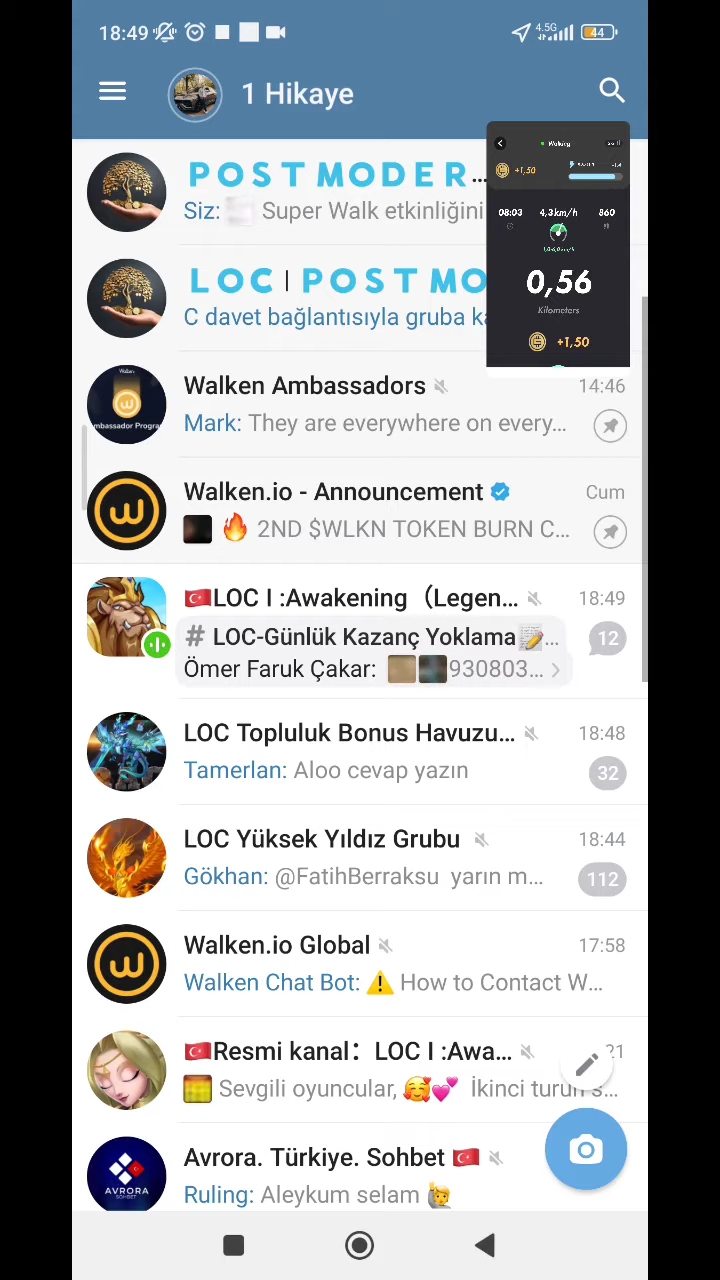 18:49
4.5G
44
1 Hikaye
POSTMODER...
Siz: Super Walk etkinliğini
Walking
+1,50
08:03 4,3km/h 860
0,56
Kilometers
+1,50
LOC | POSTMO
C davet bağlantısıyla gruba ka
Walken Ambassadors 14:46
Mark: They are everywhere on every...
Walken.io - Announcement Cum
🔥 2ND $WLKN TOKEN BURN C...
🇹🇷LOC I :Awakening（Legen... 18:49
# LOC-Günlük Kazanç Yoklama📝...
12
Ömer Faruk Çakar: 930803...
LOC Topluluk Bonus Havuzu... 18:48
Tamerlan: Aloo cevap yazın 32
LOC Yüksek Yıldız Grubu 18:44
Gökhan: @FatihBerraksu yarın m... 112
Walken.io Global 17:58
Walken Chat Bot: ⚠️ How to Contact W...
🇹🇷Resmi kanal：LOC I :Awa... 21
Sevgili oyuncular, 🥰💕 İkinci turun s...
Avrora. Türkiye. Sohbet 🇹🇷
AVRORA
SOHBET
Ruling: Aleykum selam 🙋